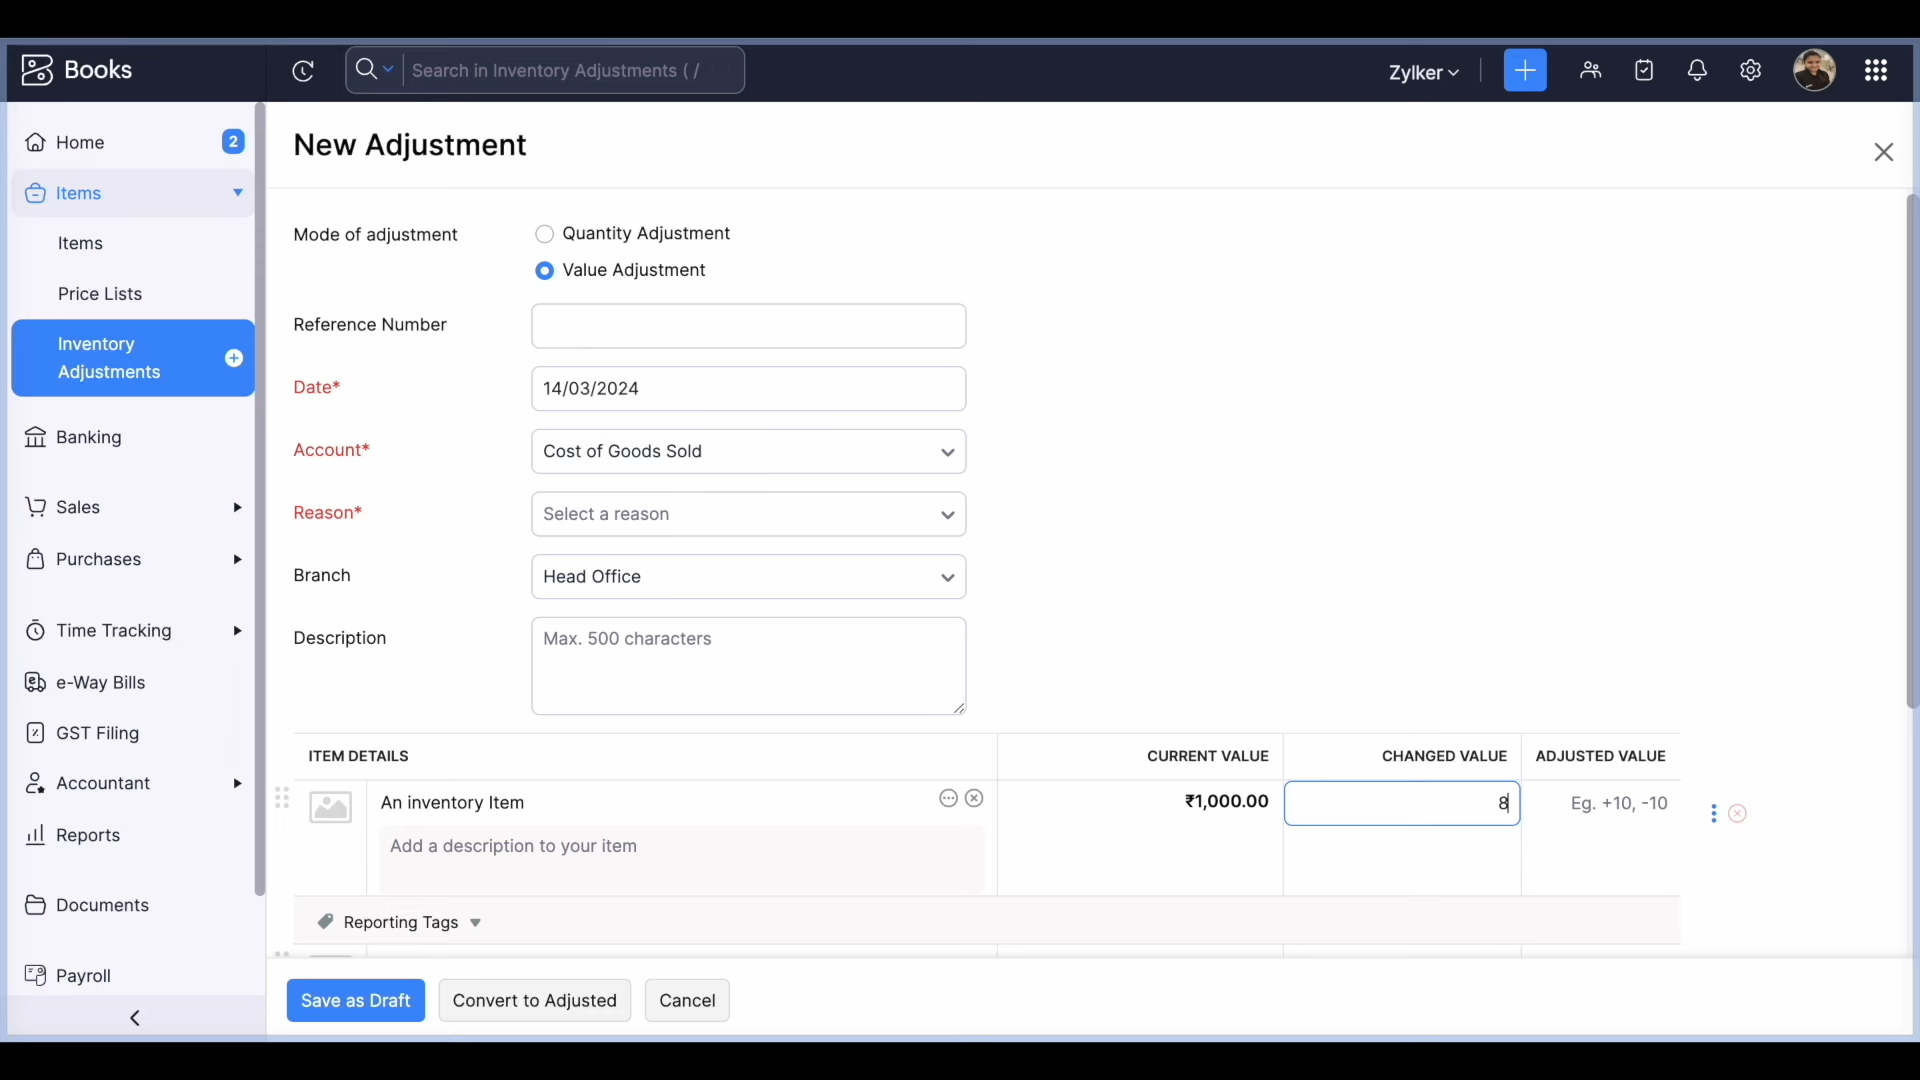 Books
Search in Inventory Adjustments ( /
Zylker
Home
2
Items
Items
Price Lists
Inventory
Adjustments
Banking
Sales
Purchases
Time Tracking
e-Way Bills
GST Filing
Accountant
Reports
Documents
Payroll
New Adjustment
Mode of adjustment
Quantity Adjustment
Value Adjustment
Reference Number
Date*
14/03/2024
Account*
Cost of Goods Sold
Reason*
Select a reason
Branch
Head Office
Description
Max. 500 characters
ITEM DETAILS CURRENT VALUE CHANGED VALUE ADJUSTED VALUE
An inventory Item ₹1,000.00 8 Eg. +10, -10
Add a description to your item
Reporting Tags
Save as Draft Convert to Adjusted Cancel